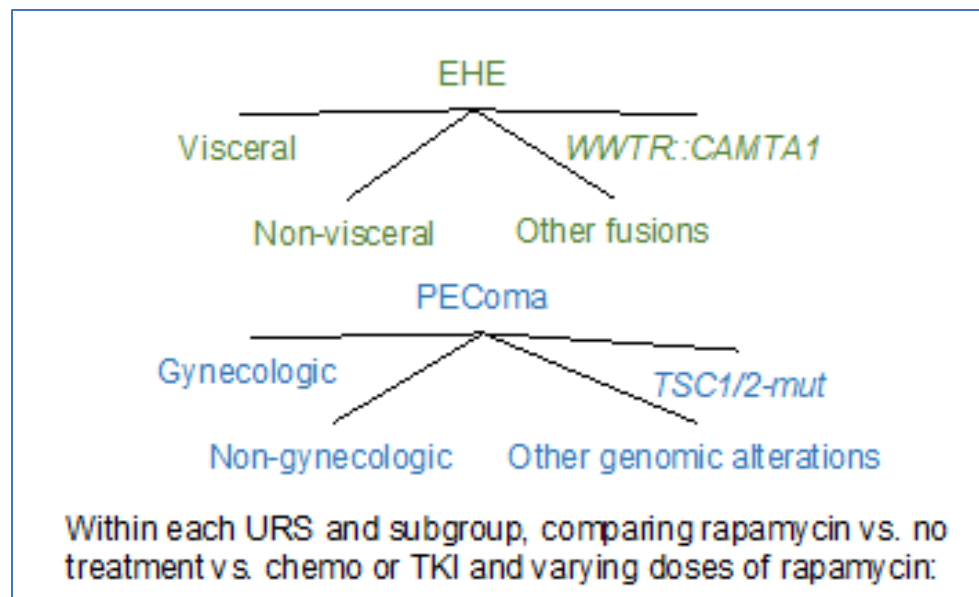 EHE
Visceral
WWTR::CAMTA1
Non-visceral
Other fusions
PEComa
Gynecologic
TSC1/2-mut
Non-gynecologic
Other genomic alterations
Within each URS and subgroup, comparing rapamycin vs. no
treatment vs. chemo or TKI and varying doses of rapamycin: